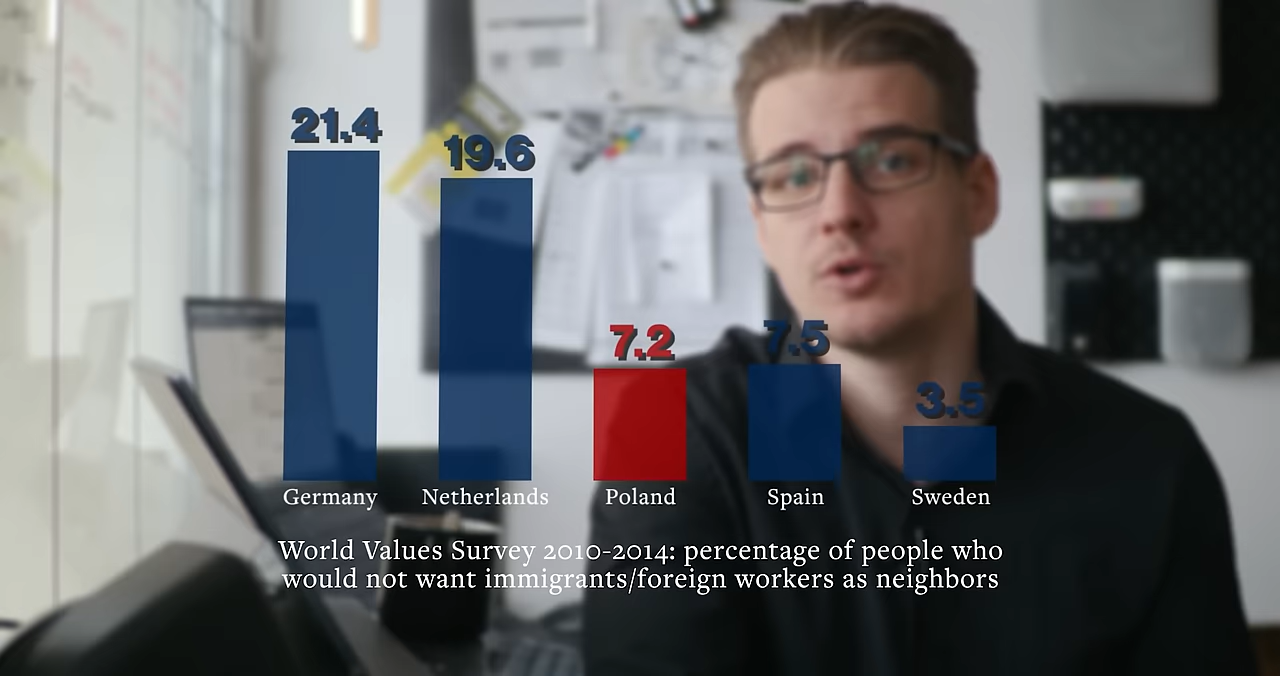 21.4
19.6
7.2
7.5
3.5
Germany Netherlands Poland Spain Sweden
World Values Survey 2010-2014: percentage of people who
would not want immigrants/foreign workers as neighbors